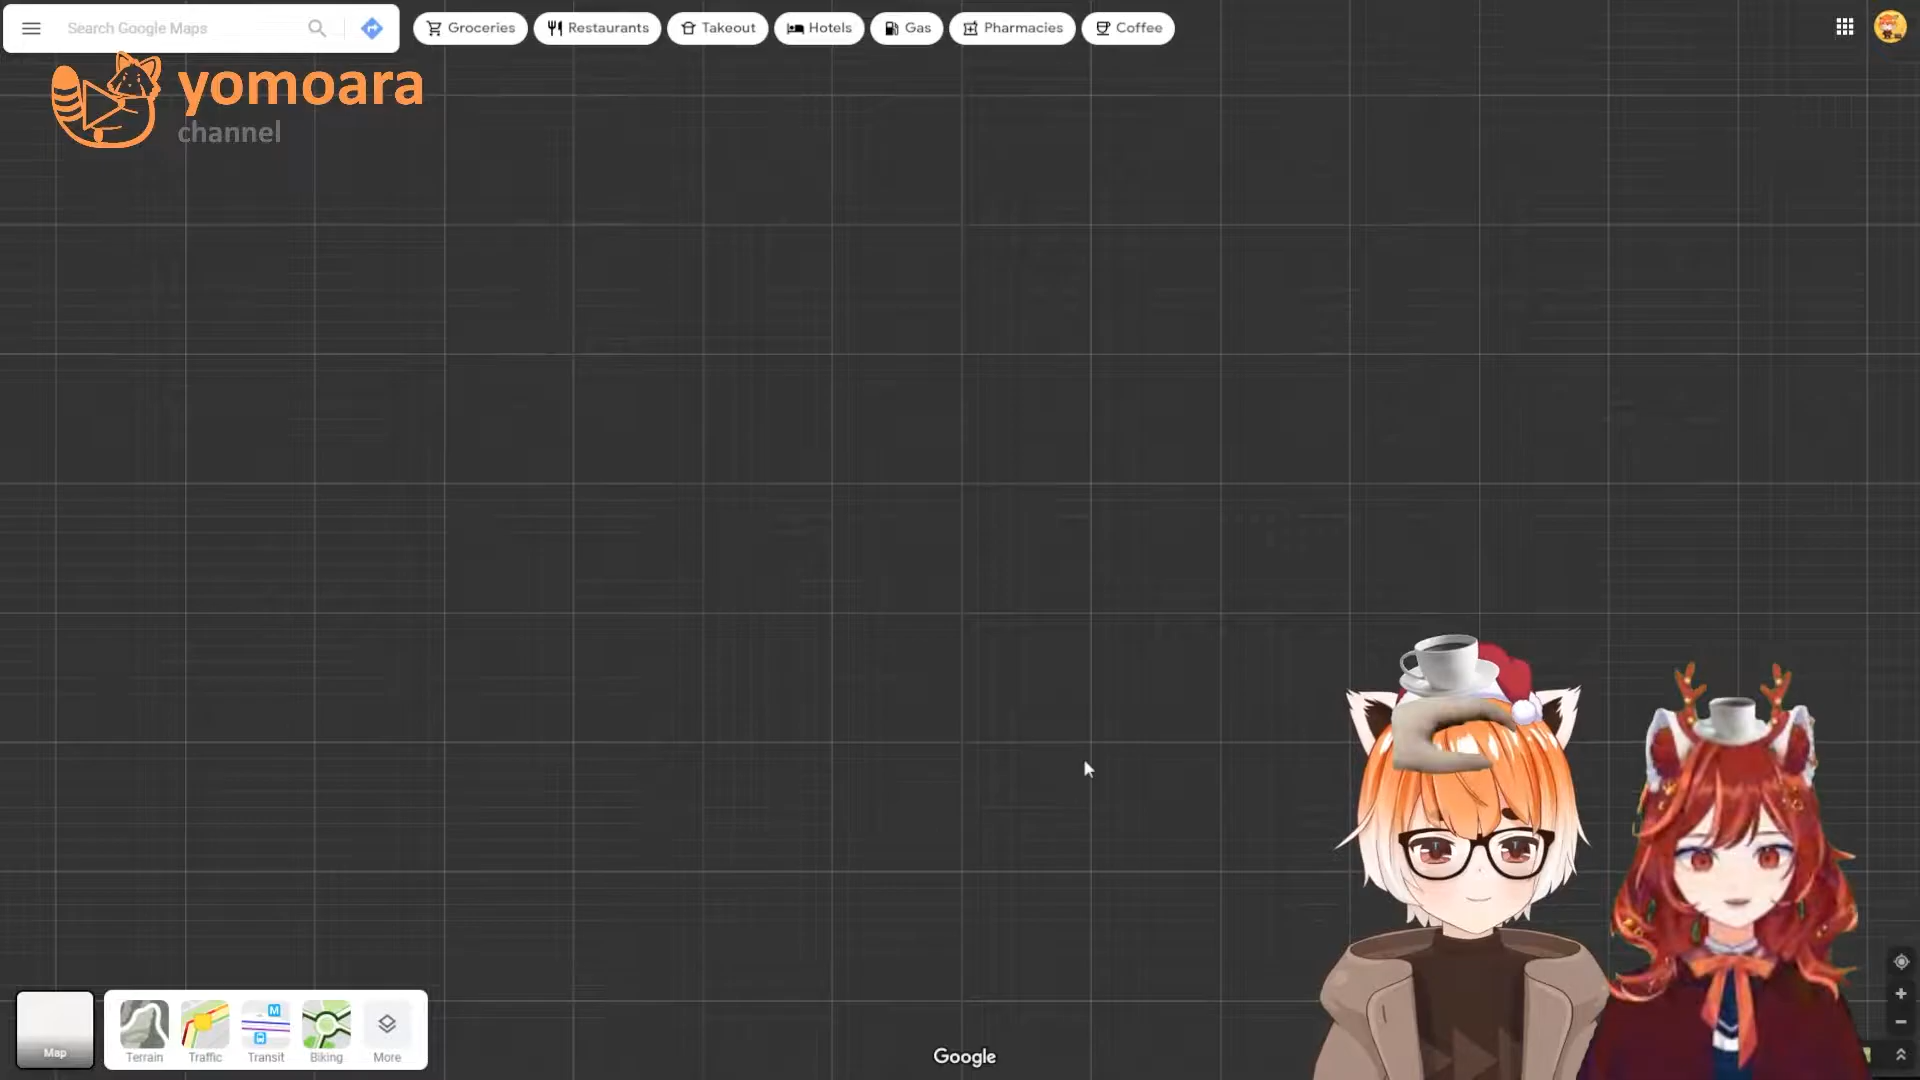 Search Google Maps
Groceries
Restaurants
Takeout
Hotels
Gas
Pharmacies
Coffee
yomoara
channel
Map
Terrain
Traffic
M
Transit
Biking
More
Google